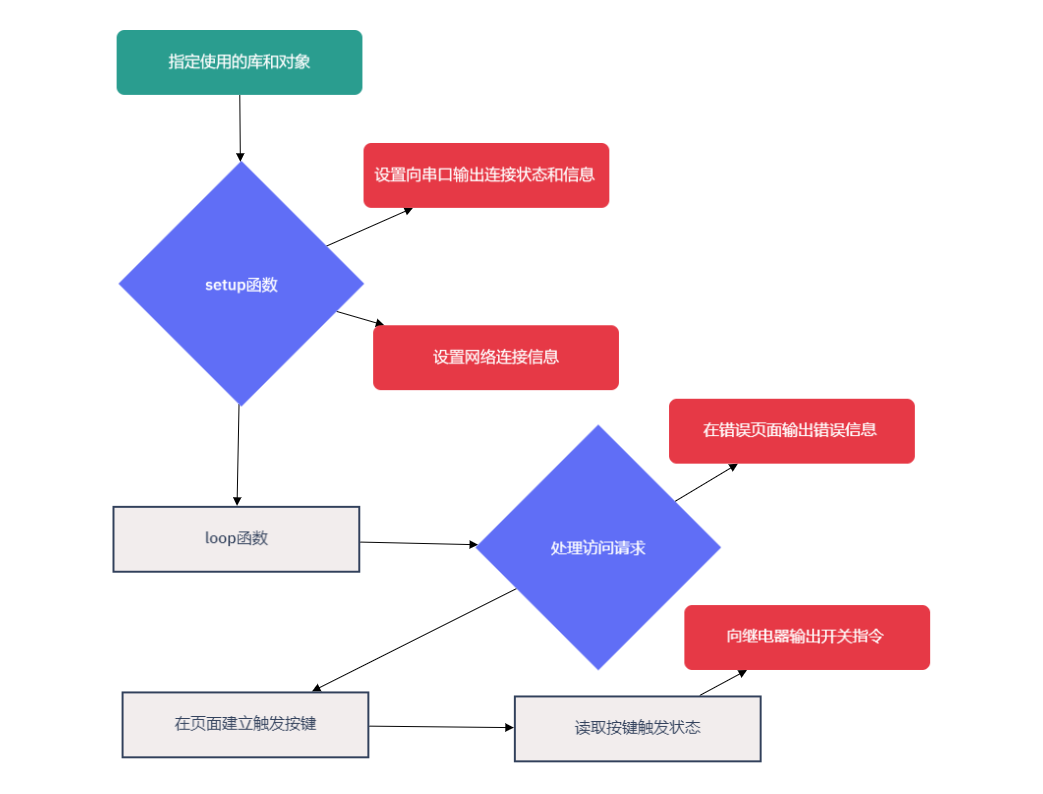 指定使用的库和对象
设置向串口输出连接状态和信息
setup函数
设置网络连接信息
在错误页面输出错误信息
loop函数
处理访问请求
向继电器输出开关指令
在页面建立触发按键
读取按键触发状态